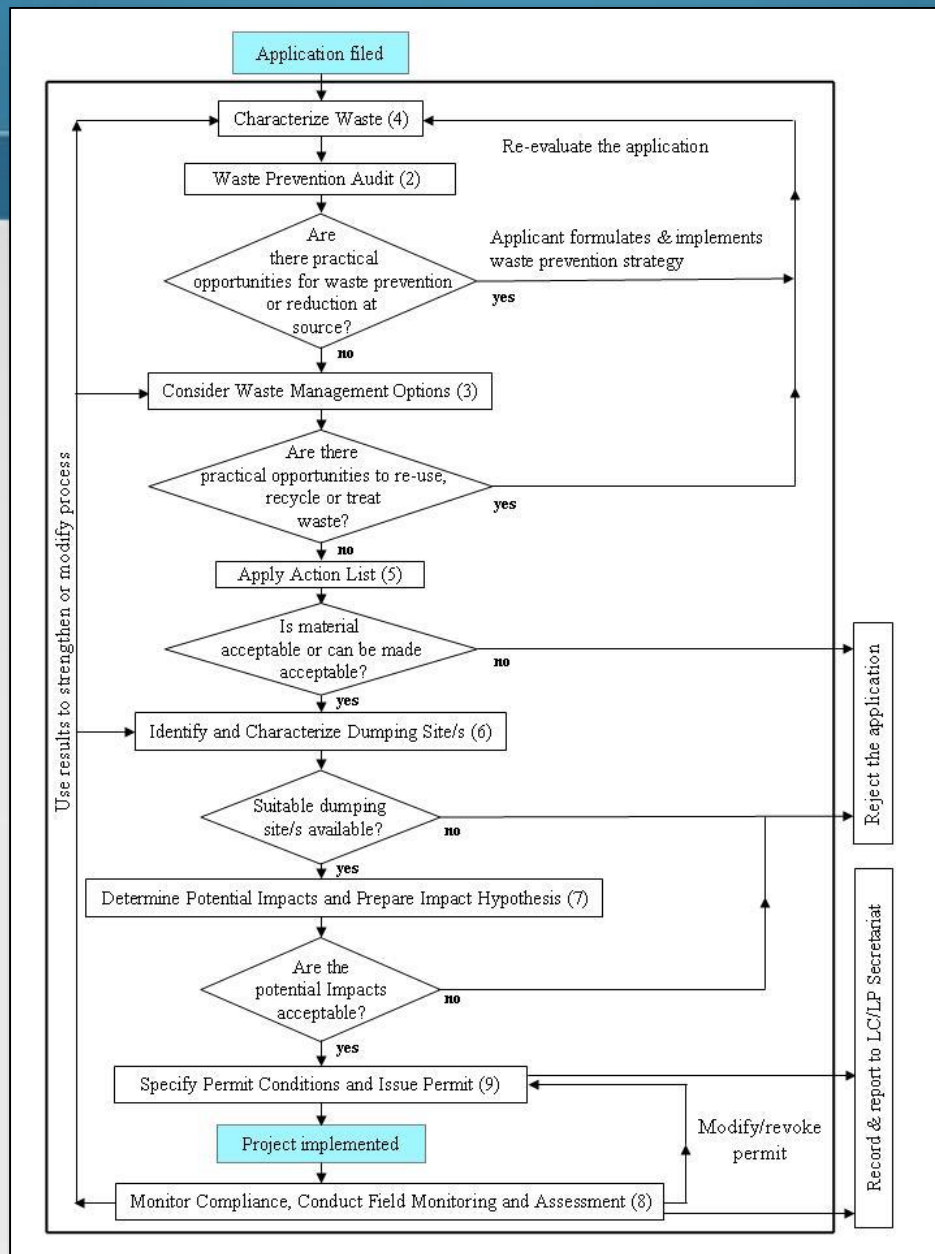 Application filed
Characterize Waste (4)
Re-evaluate the application
Waste Prevention Audit (2)
Are
there practical
opportunities for waste prevention
or reduction at
source?
Applicant formulates & implements
waste prevention strategy
yes
no
Consider Waste Management Options (3)
Are there
practical opportunities to re-use,
recycle or treat
waste?
yes
no
Apply Action List (5)
Is material
acceptable or can be made
acceptable?
no
yes
Identify and Characterize Dumping Site/s (6)
Suitable dumping
site/s available?
no
yes
Determine Potential Impacts and Prepare Impact Hypothesis (7)
Are the
potential Impacts
acceptable?
no
yes
Specify Permit Conditions and Issue Permit (9)
Project implemented
Modify/revoke
permit
Monitor Compliance, Conduct Field Monitoring and Assessment (8)
Use results to strengthen or modify process
Reject the application
Record & report to LC/LP Secretariat